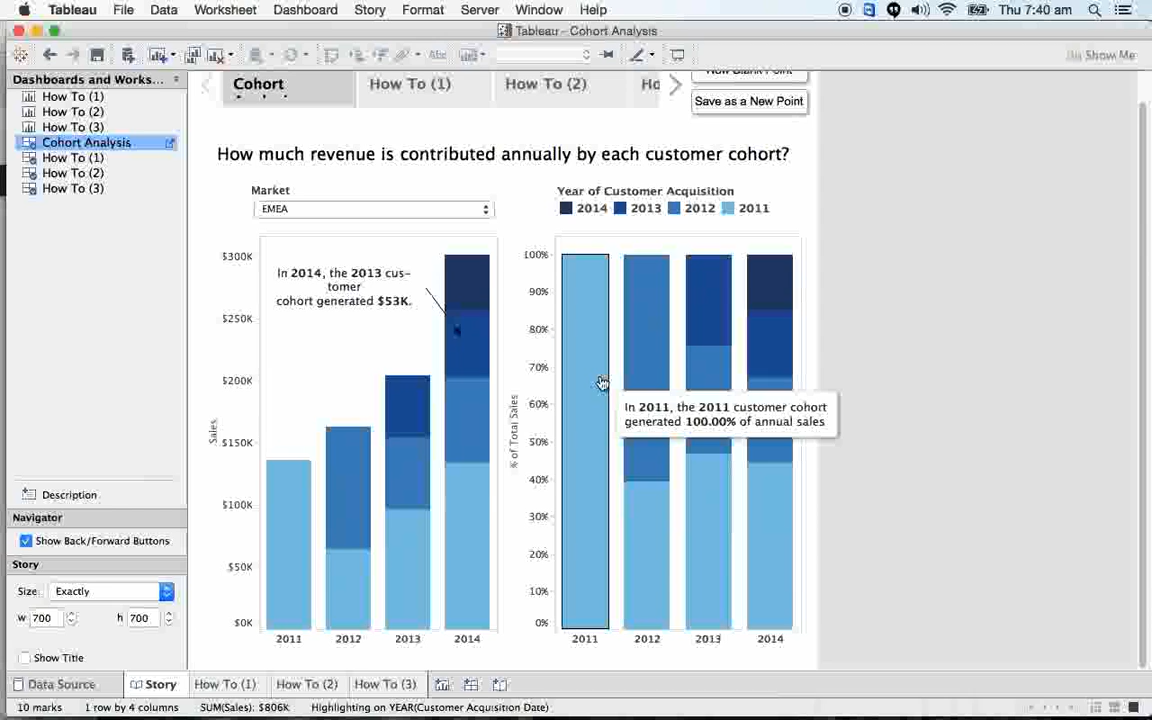 Tableau File Data Worksheet Dashboard Story Format Server Window Help Thu 7:40 am
Tableau - Cohort Analysis
Abc
Show Me
Dashboards and Works...
How To (1)
How To (2)
How To (3)
Cohort Analysis
How To (1)
How To (2)
How To (3)
Description
Navigator
Show Back/Forward Buttons
Story
Size: Exactly
w 700 h 700
Show Title
Cohort
How To (1)
How To (2)
Ho
New Blank Point
Save as a New Point
How much revenue is contributed annually by each customer cohort?
Market
EMEA
Year of Customer Acquisition
2014 2013 2012 2011
$300K
$250K
$200K
$150K
$100K
$50K
$0K
Sales
In 2014, the 2013 cus-
tomer
cohort generated $53K.
2011 2012 2013 2014
100%
90%
80%
70%
60%
50%
40%
30%
20%
10%
0%
% of Total Sales
In 2011, the 2011 customer cohort
generated 100.00% of annual sales
2011 2012 2013 2014
Data Source Story How To (1) How To (2) How To (3)
10 marks 1 row by 4 columns SUM(Sales): $806K Highlighting on YEAR(Customer Acquisition Date)